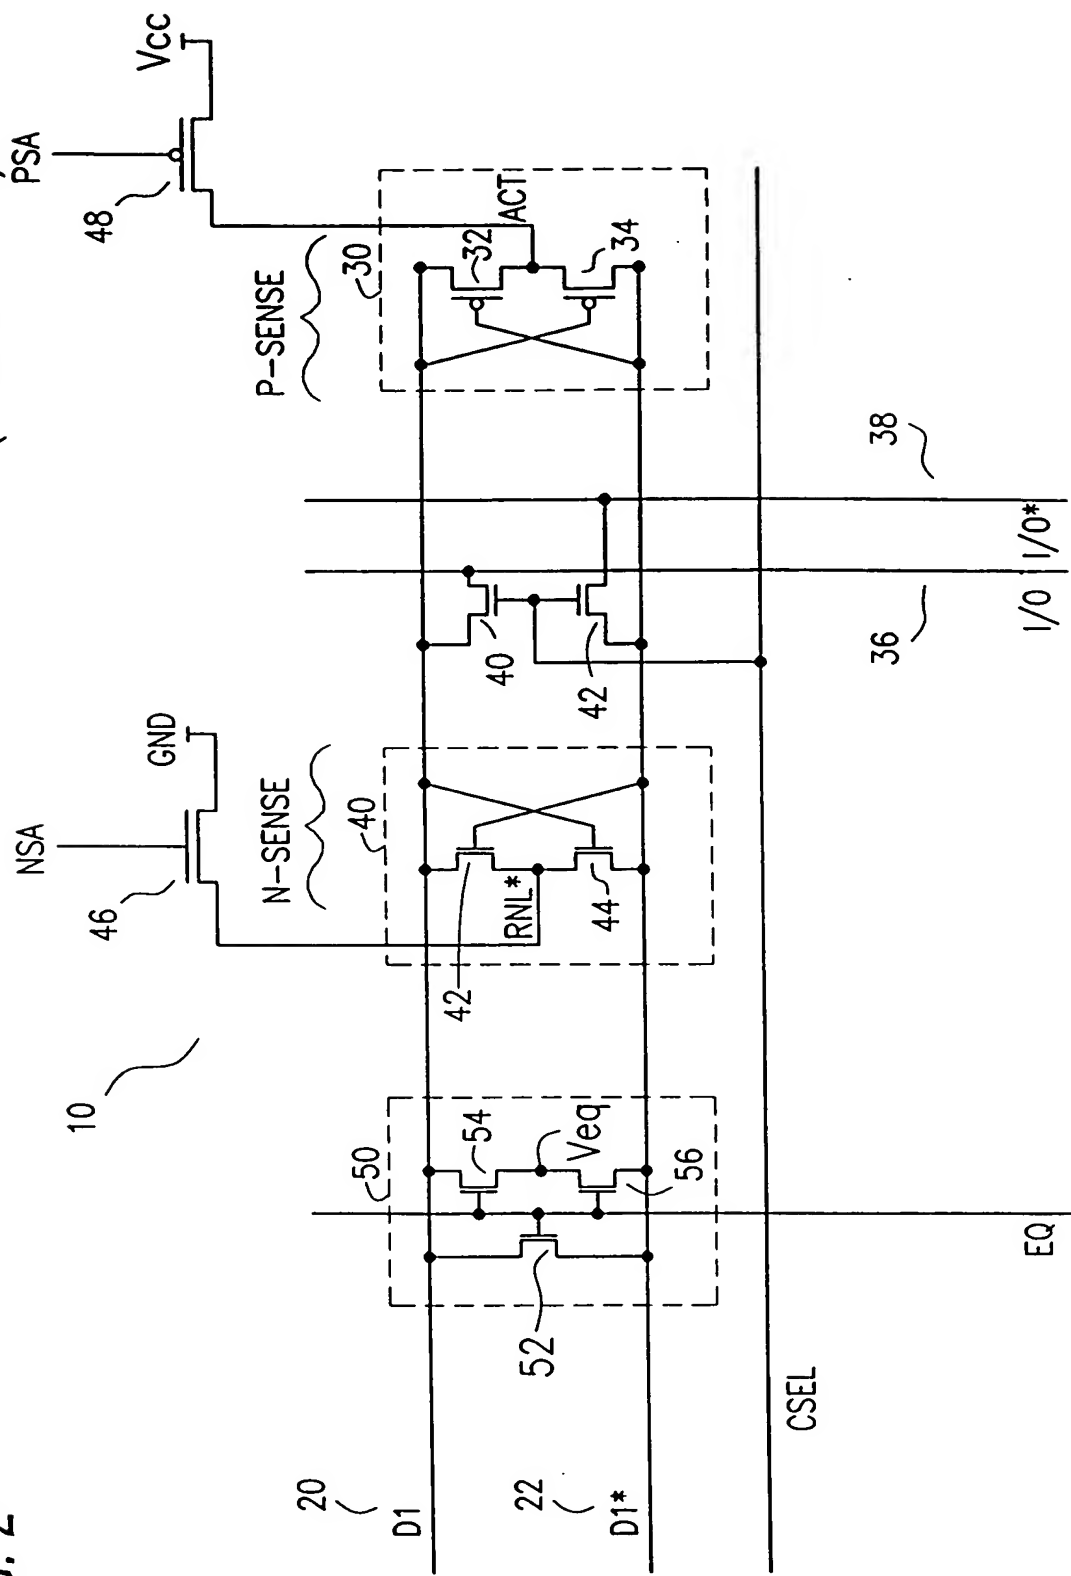 PSA
Vcc
48
P-SENSE
30
32
ACT
34
NSA
GND
46
N-SENSE
40
42
RNL*
44
40
42
38
36
I/O
I/O*
10
50
54
Veq
56
52
EQ
20
D1
22
D1*
CSEL